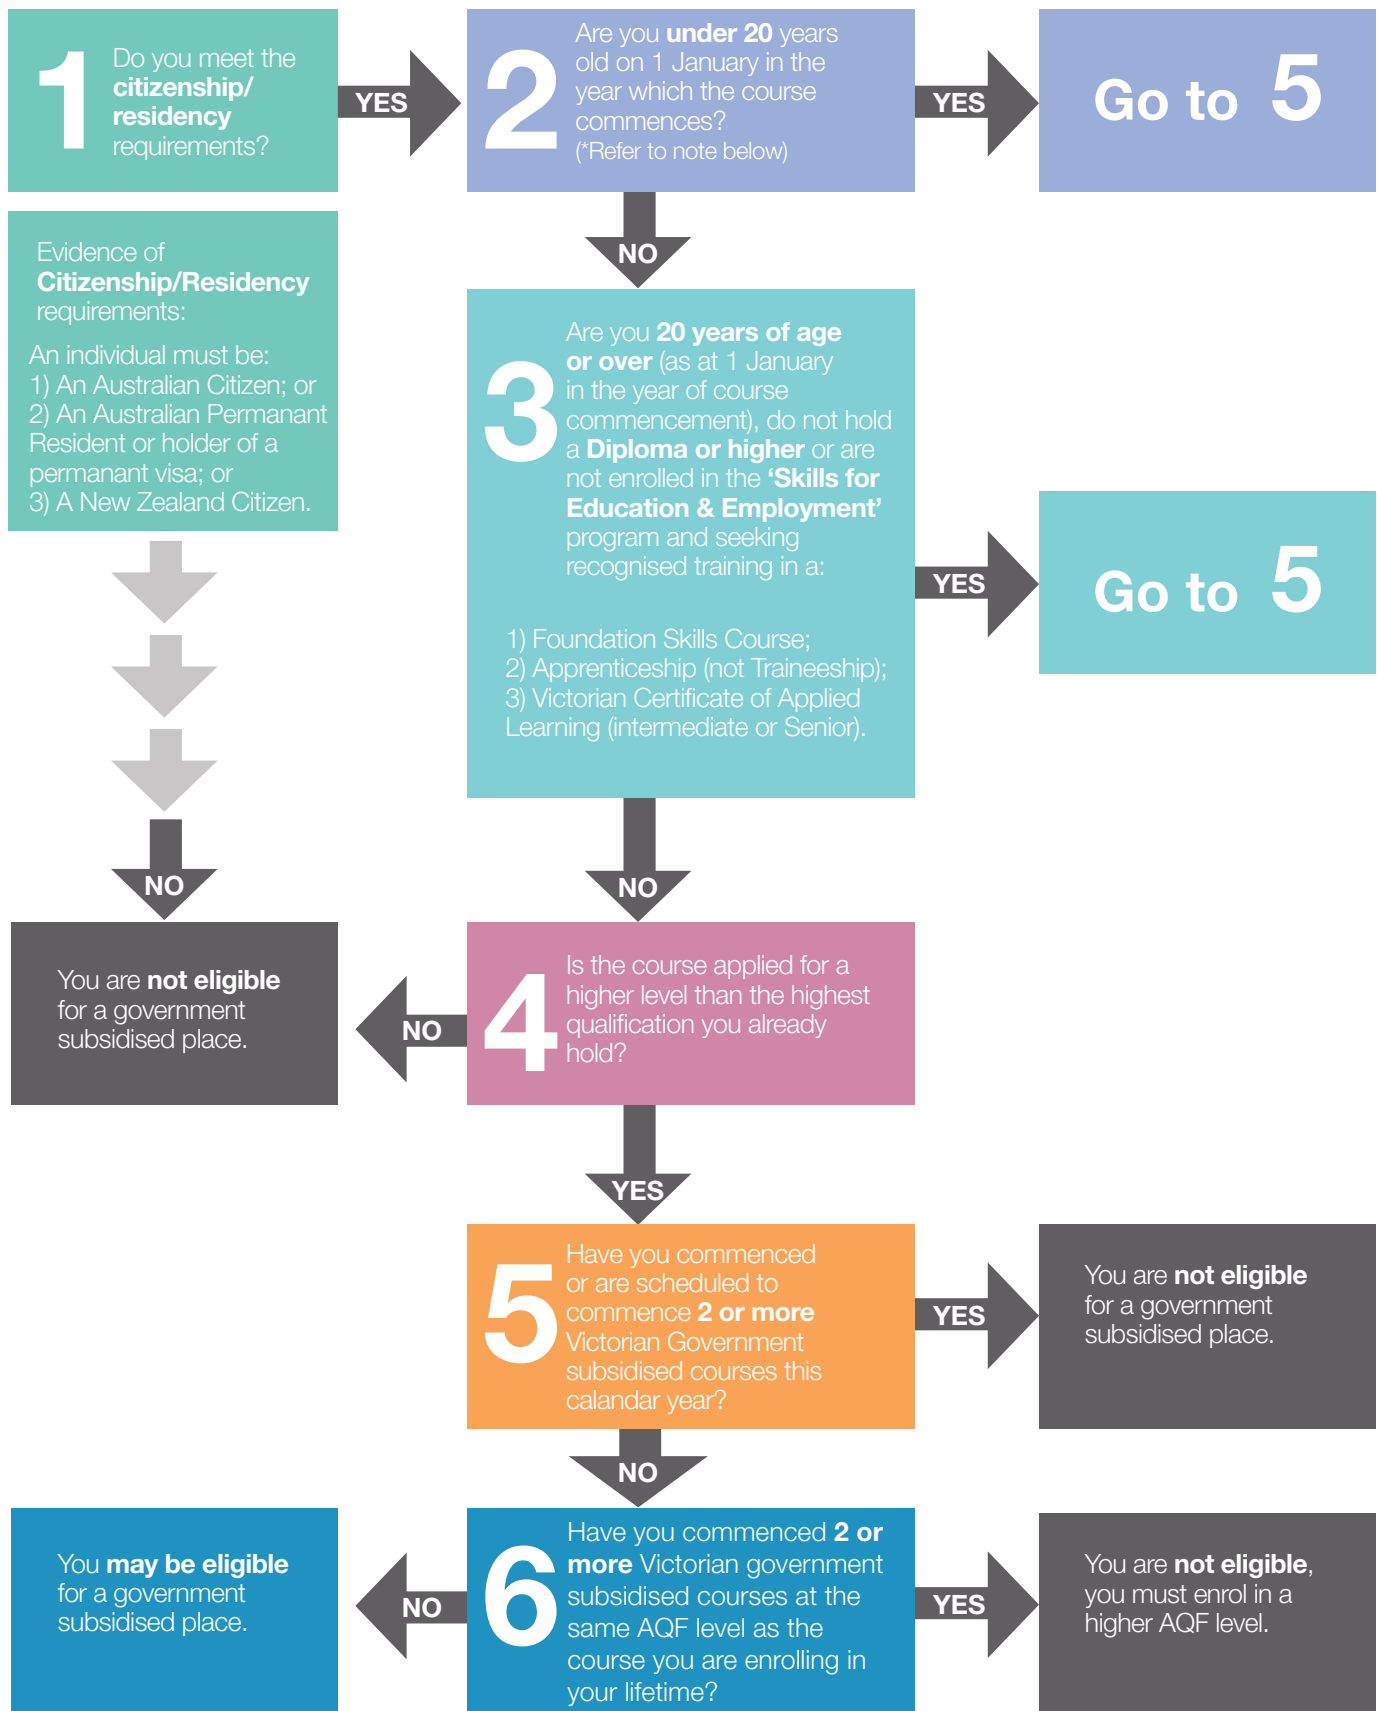 1
Do you meet the
citizenship/
residency
requirements?
YES
2
Are you under 20 years
old on 1 January in the
year which the course
commences?
(*Refer to note below)
YES
Go to 5
Evidence of
Citizenship/Residency
requirements:
An individual must be:
1) An Australian Citizen; or
2) An Australian Permanant
Resident or holder of a
permanant visa; or
3) A New Zealand Citizen.
NO
3
Are you 20 years of age
or over (as at 1 January
in the year of course
commencement), do not hold
a Diploma or higher or are
not enrolled in the ‘Skills for
Education & Employment’
program and seeking
recognised training in a:
1) Foundation Skills Course;
2) Apprenticeship (not Traineeship);
3) Victorian Certificate of Applied
Learning (intermediate or Senior).
YES
Go to 5
NO
NO
You are not eligible
for a government
subsidised place.
NO
4
Is the course applied for a
higher level than the highest
qualification you already
hold?
YES
5
Have you commenced
or are scheduled to
commence 2 or more
Victorian Government
subsidised courses this
calandar year?
YES
You are not eligible
for a government
subsidised place.
NO
You may be eligible
for a government
subsidised place.
NO
6
Have you commenced 2 or
more Victorian government
subsidised courses at the
same AQF level as the
course you are enrolling in
your lifetime?
YES
You are not eligible,
you must enrol in a
higher AQF level.